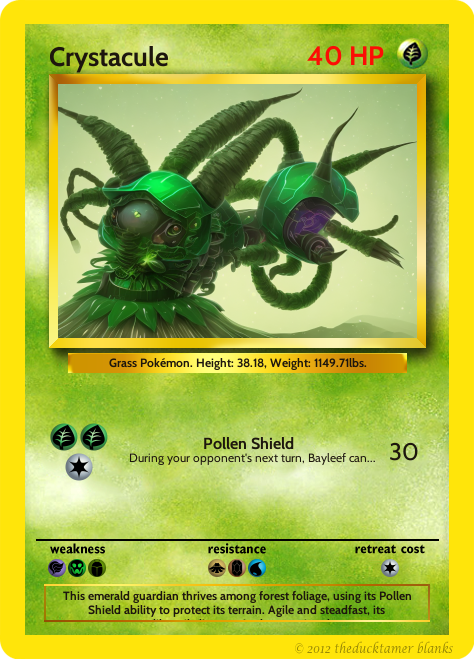 Crystacule
40 HP
Grass Pokémon. Height: 38.18, Weight: 1149.71lbs.
Pollen Shield
During your opponent's next turn, Bayleef can...
30
weakness
resistance
retreat cost
This emerald guardian thrives among forest foliage, using its Pollen
Shield ability to protect its terrain. Agile and steadfast, its
© 2012 theducktamer blanks